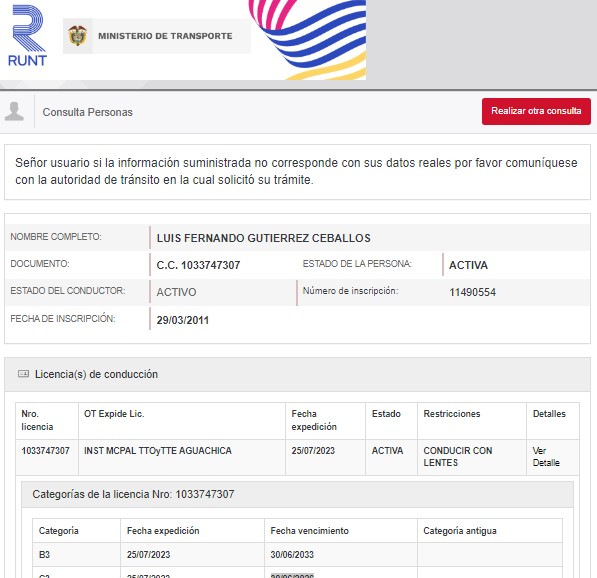 RUNT
MINISTERIO DE TRANSPORTE
Consulta Personas
Realizar otra consulta
Señor usuario si la información suministrada no corresponde con sus datos reales por favor comuníquese
con la autoridad de tránsito en la cual solicitó su trámite.
NOMBRE COMPLETO: LUIS FERNANDO GUTIERREZ CEBALLOS
DOCUMENTO: C.C. 1033747307 ESTADO DE LA PERSONA: ACTIVA
ESTADO DEL CONDUCTOR: ACTIVO Número de inscripción: 11490554
FECHA DE INSCRIPCIÓN: 29/03/2011
Licencia(s) de conducción
Nro. licencia OT Expide Lic. Fecha expedición Estado Restricciones Detalles
1033747307 INST MCPAL TTOyTTE AGUACHICA 25/07/2023 ACTIVA CONDUCIR CON LENTES Ver Detalle
Categorías de la licencia Nro: 1033747307
Categoría Fecha expedición Fecha vencimiento Categoria antigua
B3 25/07/2023 30/06/2033
25/07/2023